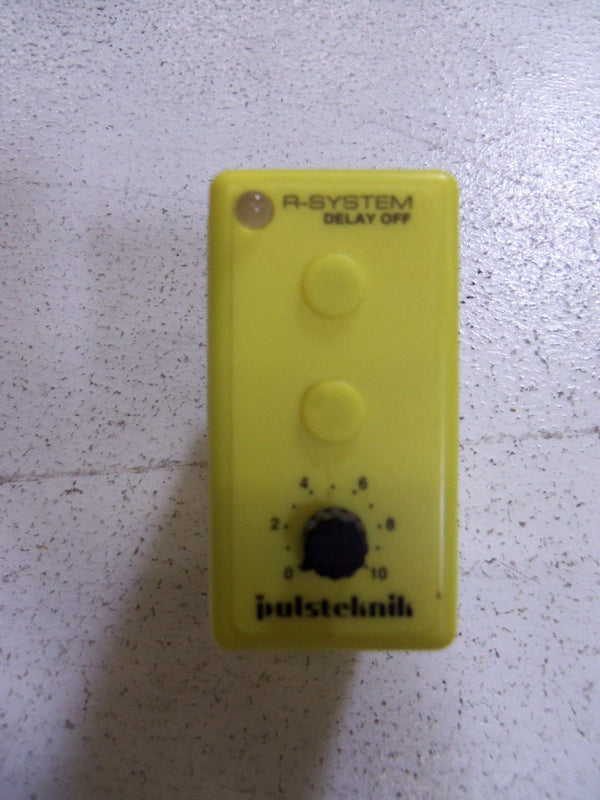 R-SYSTEM
DELAY OFF
4 6
2 8
0 10
pulsteknik